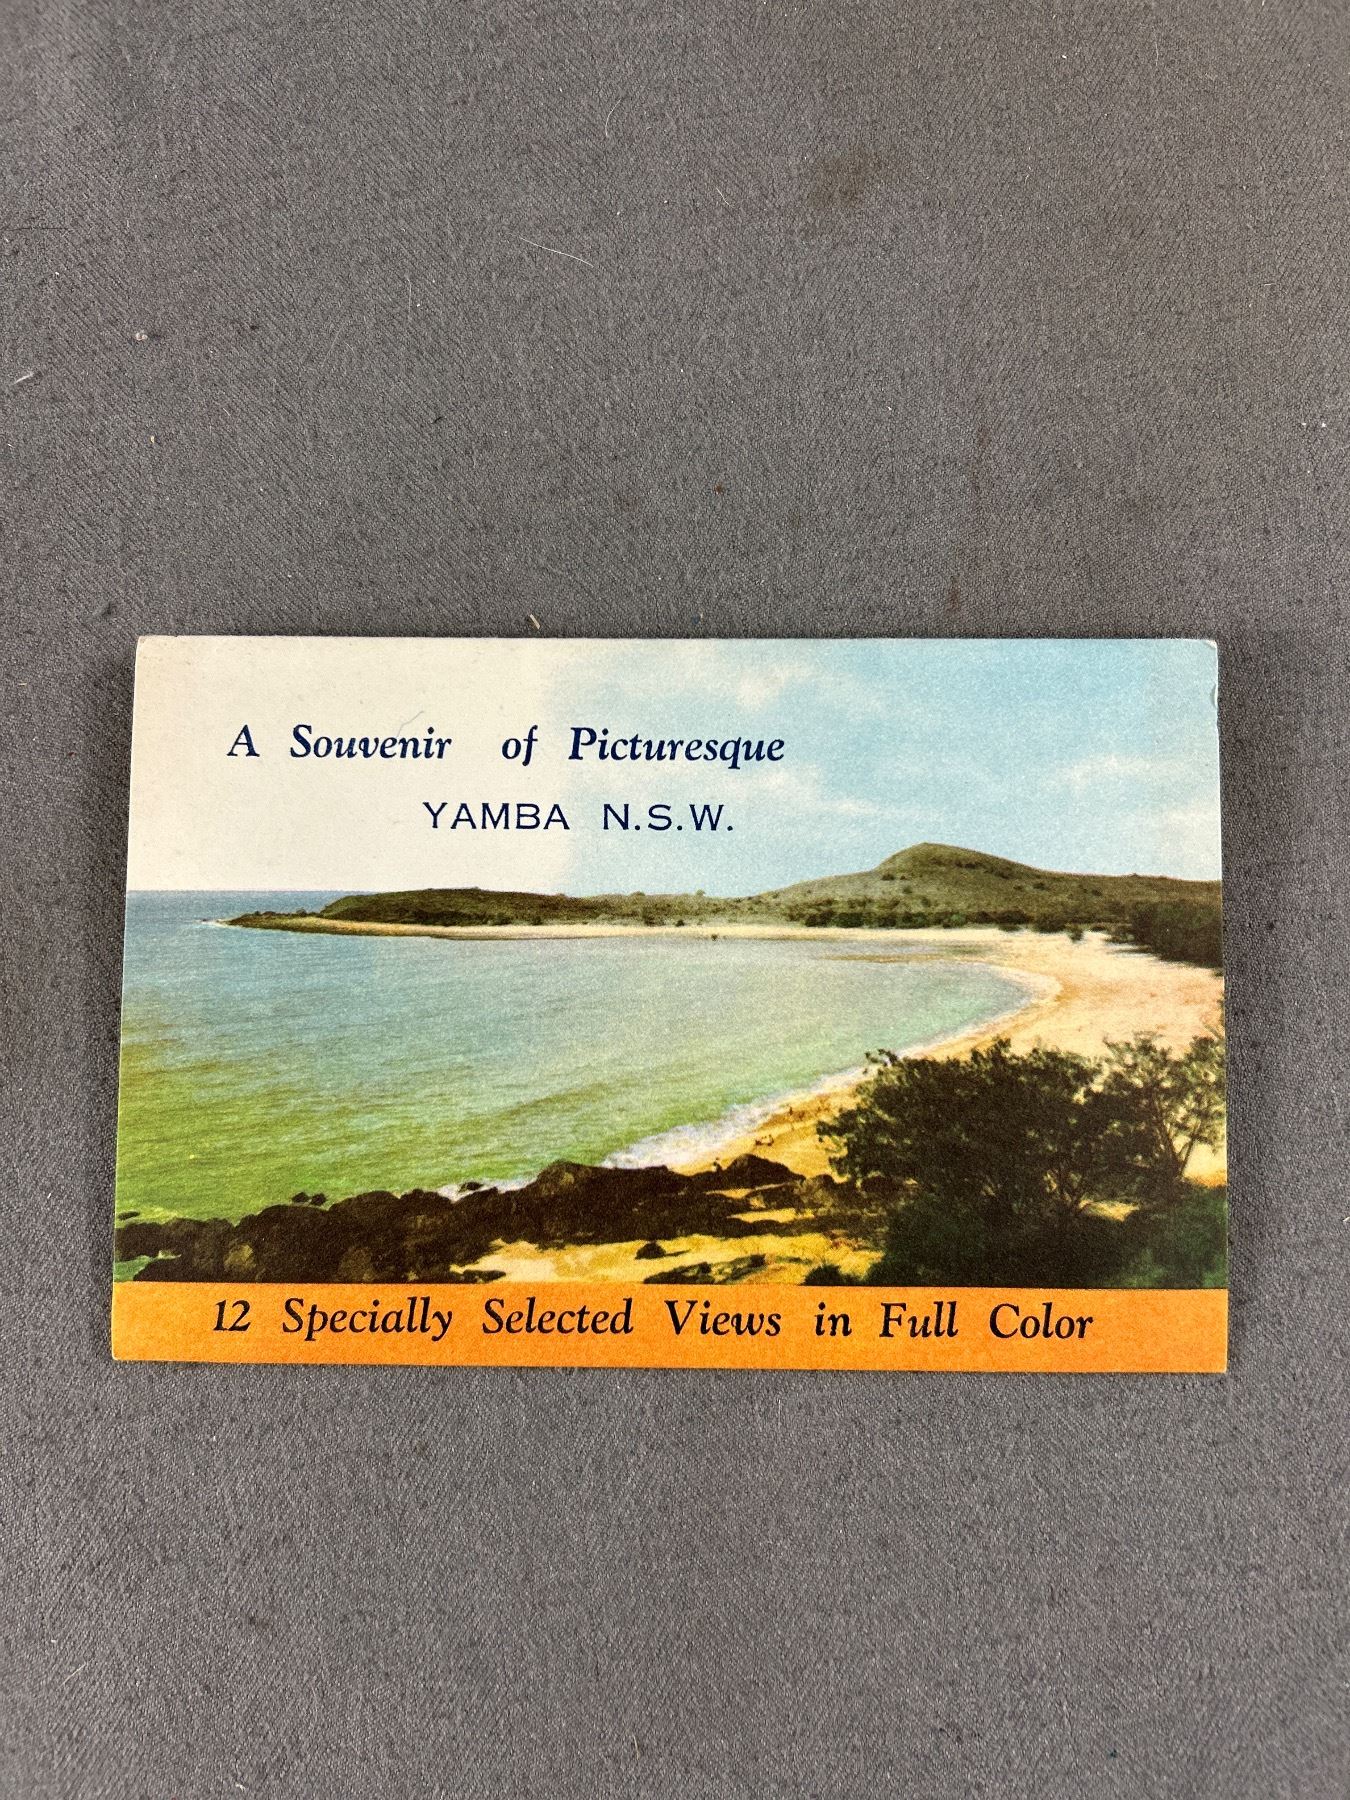 A Souvenir of Picturesque
YAMBA N.S.W.
12 Specially Selected Views in Full Color